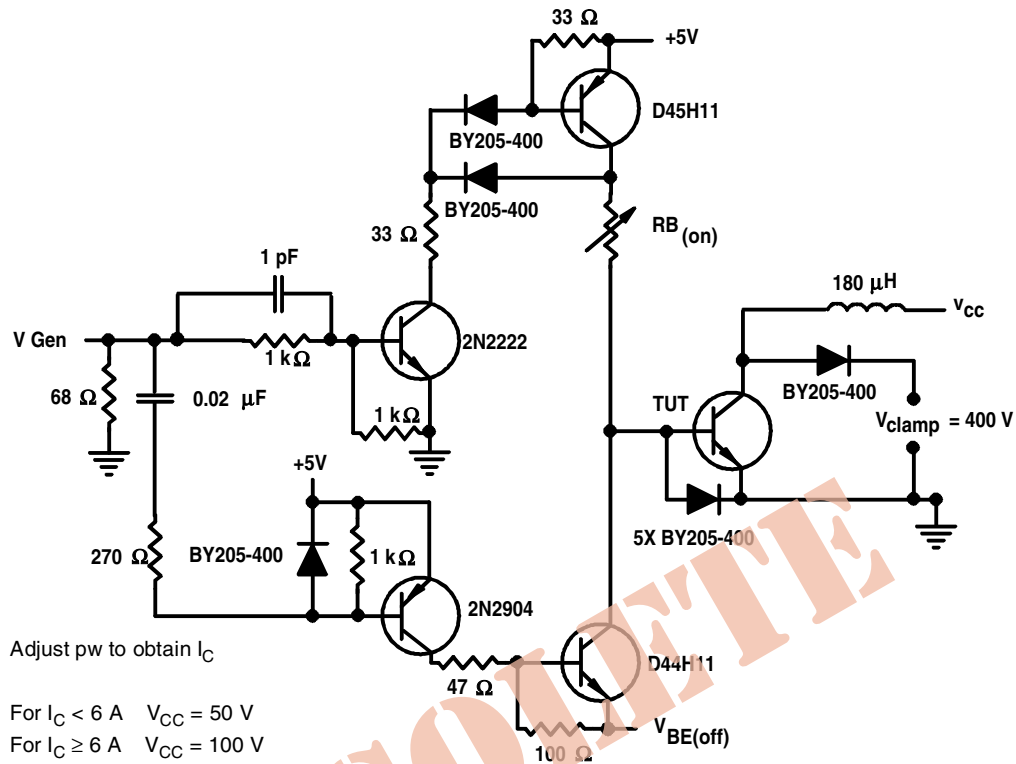 33 Ω
+5V
D45H11
BY205-400
BY205-400
33 Ω
RB(on)
1 pF
180 μH
vCC
V Gen
2N2222
1 kΩ
BY205-400
68 Ω
0.02 μF
TUT
Vclamp = 400 V
1 kΩ
+5V
5X BY205-400
270 Ω
BY205-400
1 kΩ
2N2904
Adjust pw to obtain IC
D44H11
47 Ω
For IC < 6 A VCC = 50 V
VBE(off)
For IC ≥ 6 A VCC = 100 V
100 Ω